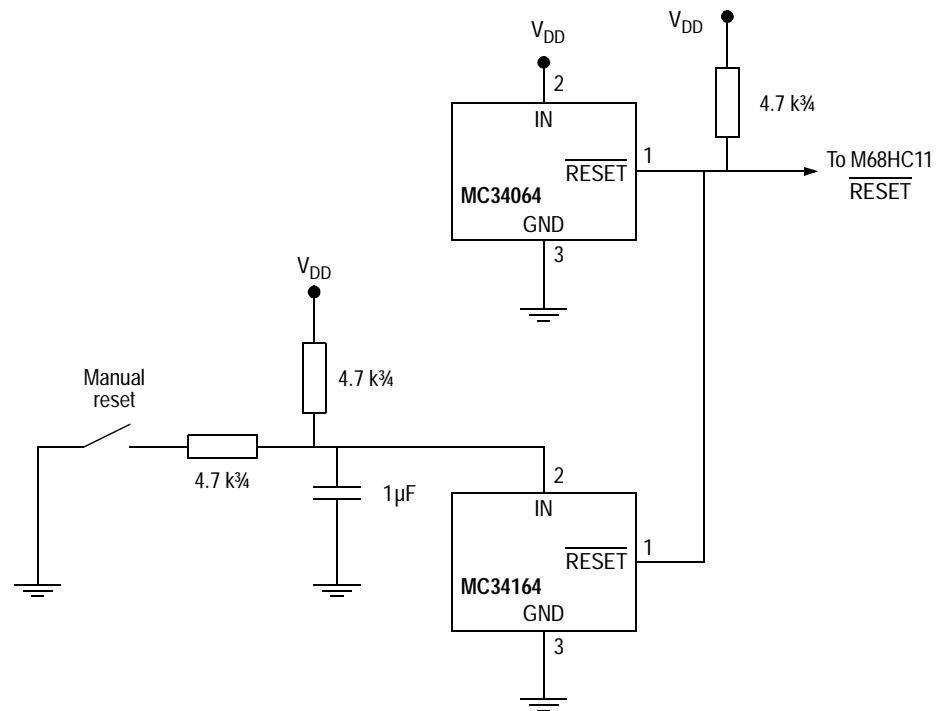 V_DD
V_DD
2
4.7 k¾
IN
1
RESET
To M68HC11
RESET
MC34064
GND
3
V_DD
Manual
reset
4.7 k¾
4.7 k¾
1µF
2
IN
1
RESET
MC34164
GND
3